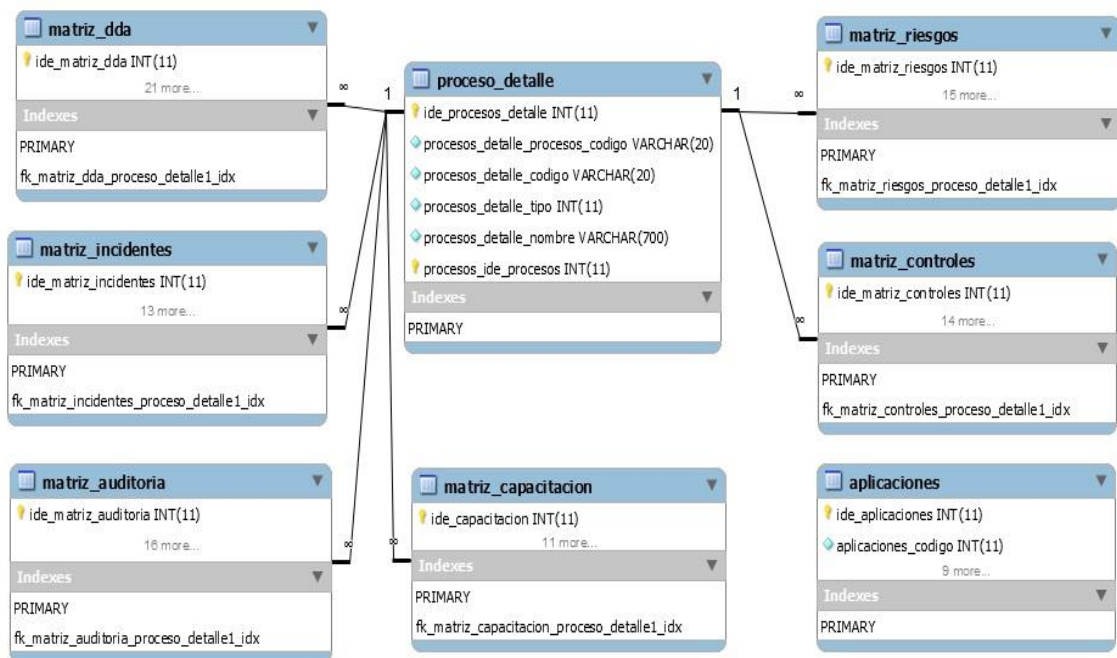 matriz_dda
ide_matriz_dda INT(11)
21 more...
Indexes
PRIMARY
fk_matriz_dda_proceso_detalle1_idx
∞
1
proceso_detalle
ide_procesos_detalle INT(11)
procesos_detalle_procesos_codigo VARCHAR(20)
procesos_detalle_codigo VARCHAR(20)
procesos_detalle_tipo INT(11)
procesos_detalle_nombre VARCHAR(700)
procesos_ide_procesos INT(11)
Indexes
PRIMARY
1
∞
matriz_riesgos
ide_matriz_riesgos INT(11)
15 more...
Indexes
PRIMARY
fk_matriz_riesgos_proceso_detalle1_idx
matriz_incidentes
ide_matriz_incidentes INT(11)
13 more...
Indexes
PRIMARY
fk_matriz_incidentes_proceso_detalle1_idx
∞
∞
matriz_controles
ide_matriz_controles INT(11)
14 more...
Indexes
PRIMARY
fk_matriz_controles_proceso_detalle1_idx
matriz_auditoria
ide_matriz_auditoria INT(11)
16 more...
Indexes
PRIMARY
fk_matriz_auditoria_proceso_detalle1_idx
∞
∞
matriz_capacitacion
ide_capacitacion INT(11)
11 more...
Indexes
PRIMARY
fk_matriz_capacitacion_proceso_detalle1_idx
aplicaciones
ide_aplicaciones INT(11)
aplicaciones_codigo INT(11)
9 more...
Indexes
PRIMARY